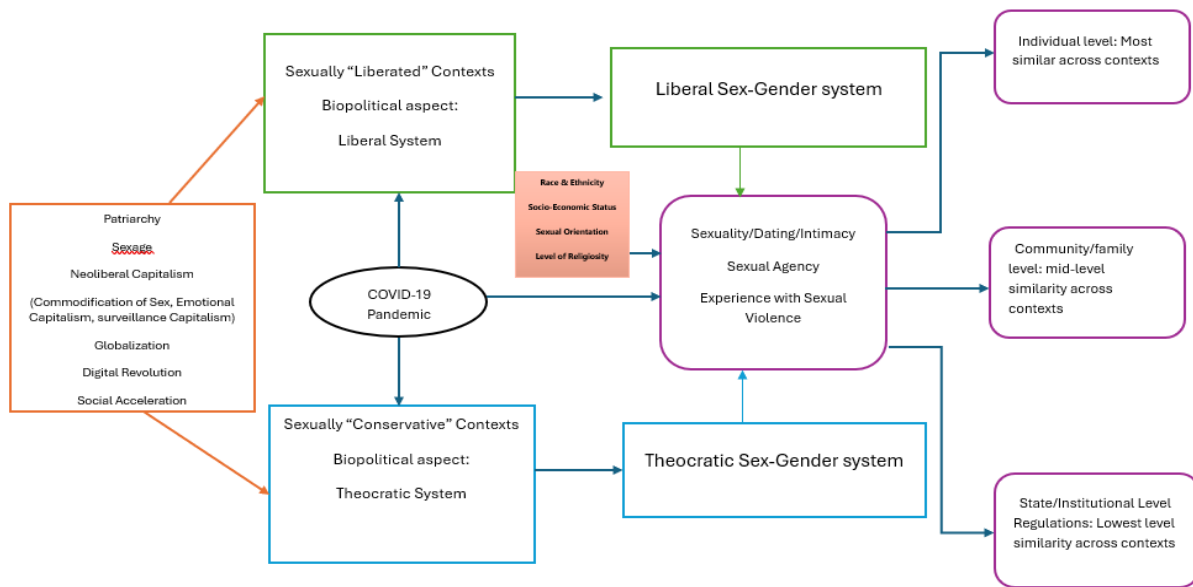 Patriarchy
Sexage
Neoliberal Capitalism
(Commodification of Sex, Emotional
Capitalism, surveillance Capitalism)
Globalization
Digital Revolution
Social Acceleration
Sexually “Liberated” Contexts
Biopolitical aspect:
Liberal System
COVID-19
Pandemic
Sexually “Conservative” Contexts
Biopolitical aspect:
Theocratic System
Liberal Sex-Gender system
Race & Ethnicity
Socio-Economic Status
Sexual Orientation
Level of Religiosity
Sexuality/Dating/Intimacy
Sexual Agency
Experience with Sexual
Violence
Theocratic Sex-Gender system
Individual level: Most
similar across contexts
Community/family
level: mid-level
similarity across
contexts
State/Institutional Level
Regulations: Lowest level
similarity across contexts